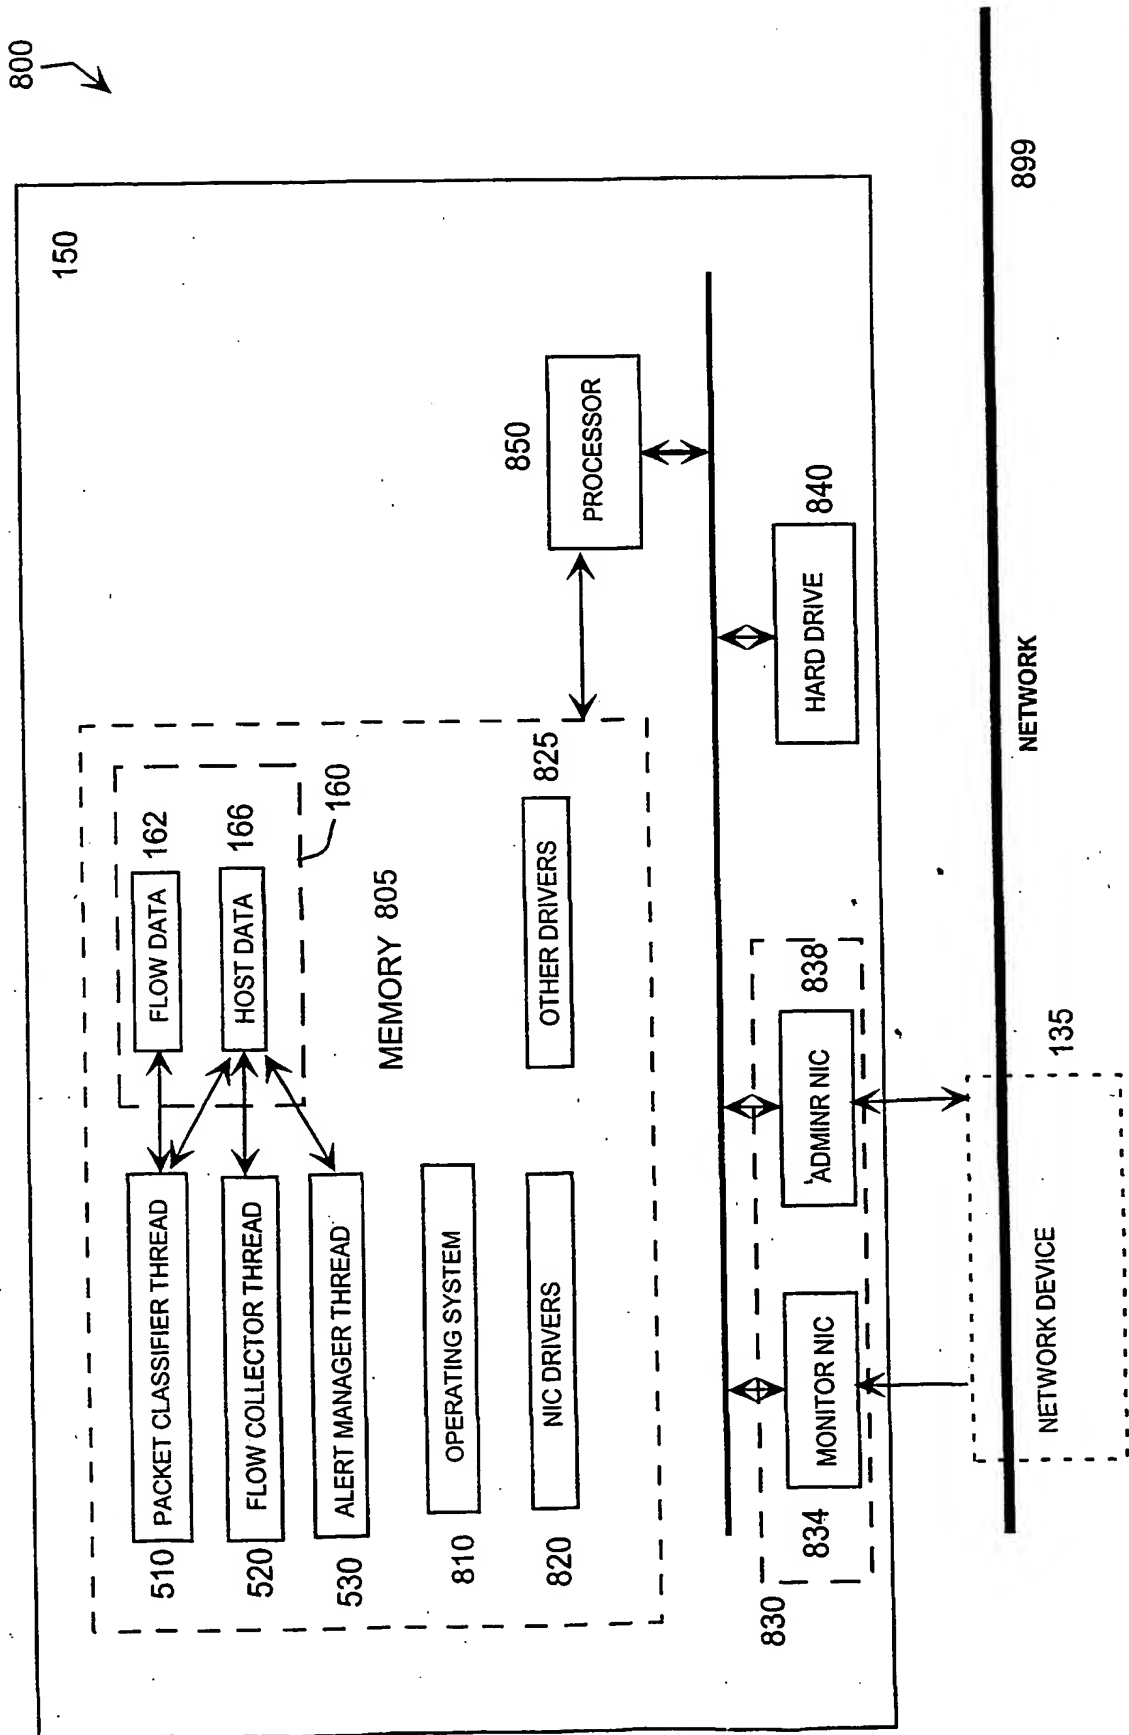 800
150
510 PACKET CLASSIFIER THREAD
FLOW DATA 162
520 FLOW COLLECTOR THREAD
HOST DATA 166
530 ALERT MANAGER THREAD
160
MEMORY 805
810 OPERATING SYSTEM
820 NIC DRIVERS
OTHER DRIVERS 825
850
PROCESSOR
830
834 MONITOR NIC
ADMINR NIC 838
HARD DRIVE 840
NETWORK DEVICE 135
NETWORK 899